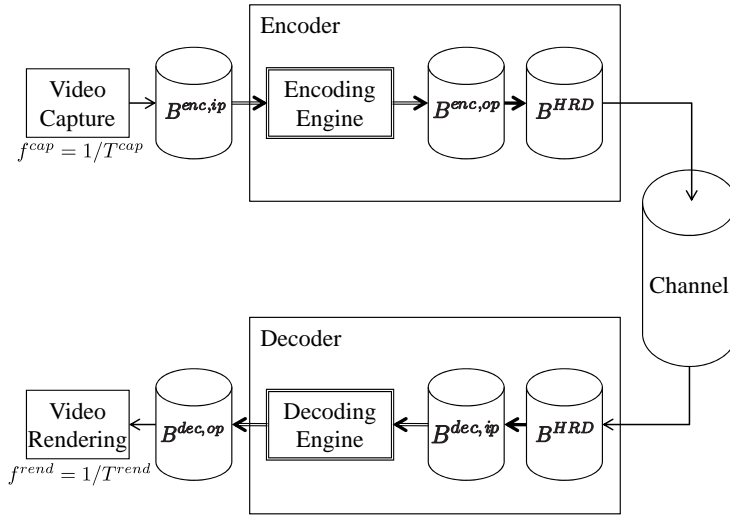 Encoder
Video
Capture
f^{cap} = 1/T^{cap}
B^{enc,ip}
Encoding
Engine
B^{enc,op}
B^{HRD}
Channel
Decoder
Video
Rendering
f^{rend} = 1/T^{rend}
B^{dec,op}
Decoding
Engine
B^{dec,ip}
B^{HRD}